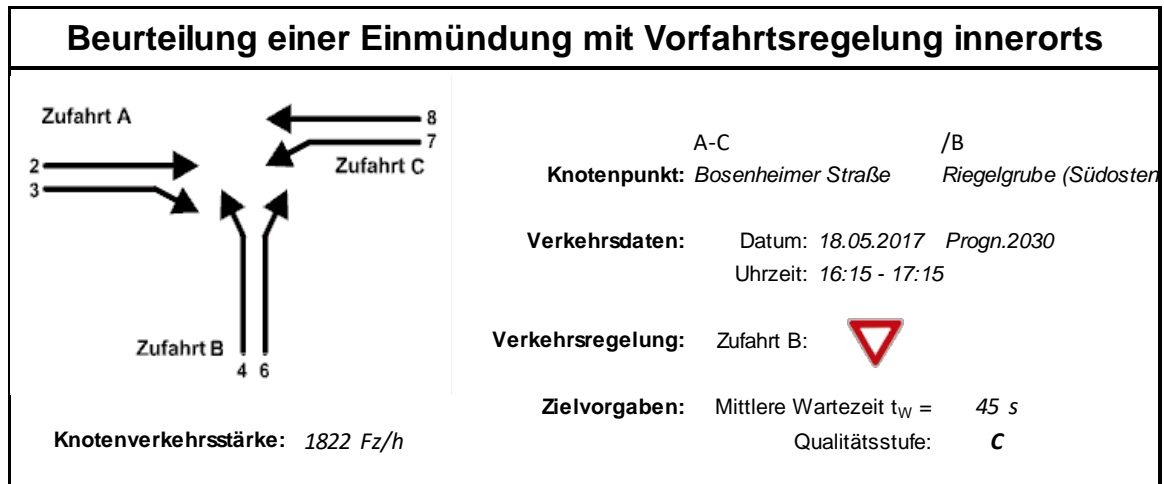 Beurteilung einer Einmündung mit Vorfahrtsregelung innerorts
Zufahrt A
8
7
Zufahrt C
2
3
Zufahrt B
4 6
Knotenverkehrsstärke: 1822 Fz/h
A-C /B
Knotenpunkt: Bosenheimer Straße Riegelgrube (Südosten
Verkehrsdaten: Datum: 18.05.2017 Progn.2030
Uhrzeit: 16:15 - 17:15
Verkehrsregelung: Zufahrt B:
Zielvorgaben: Mittlere Wartezeit tW = 45 s
Qualitätsstufe: C